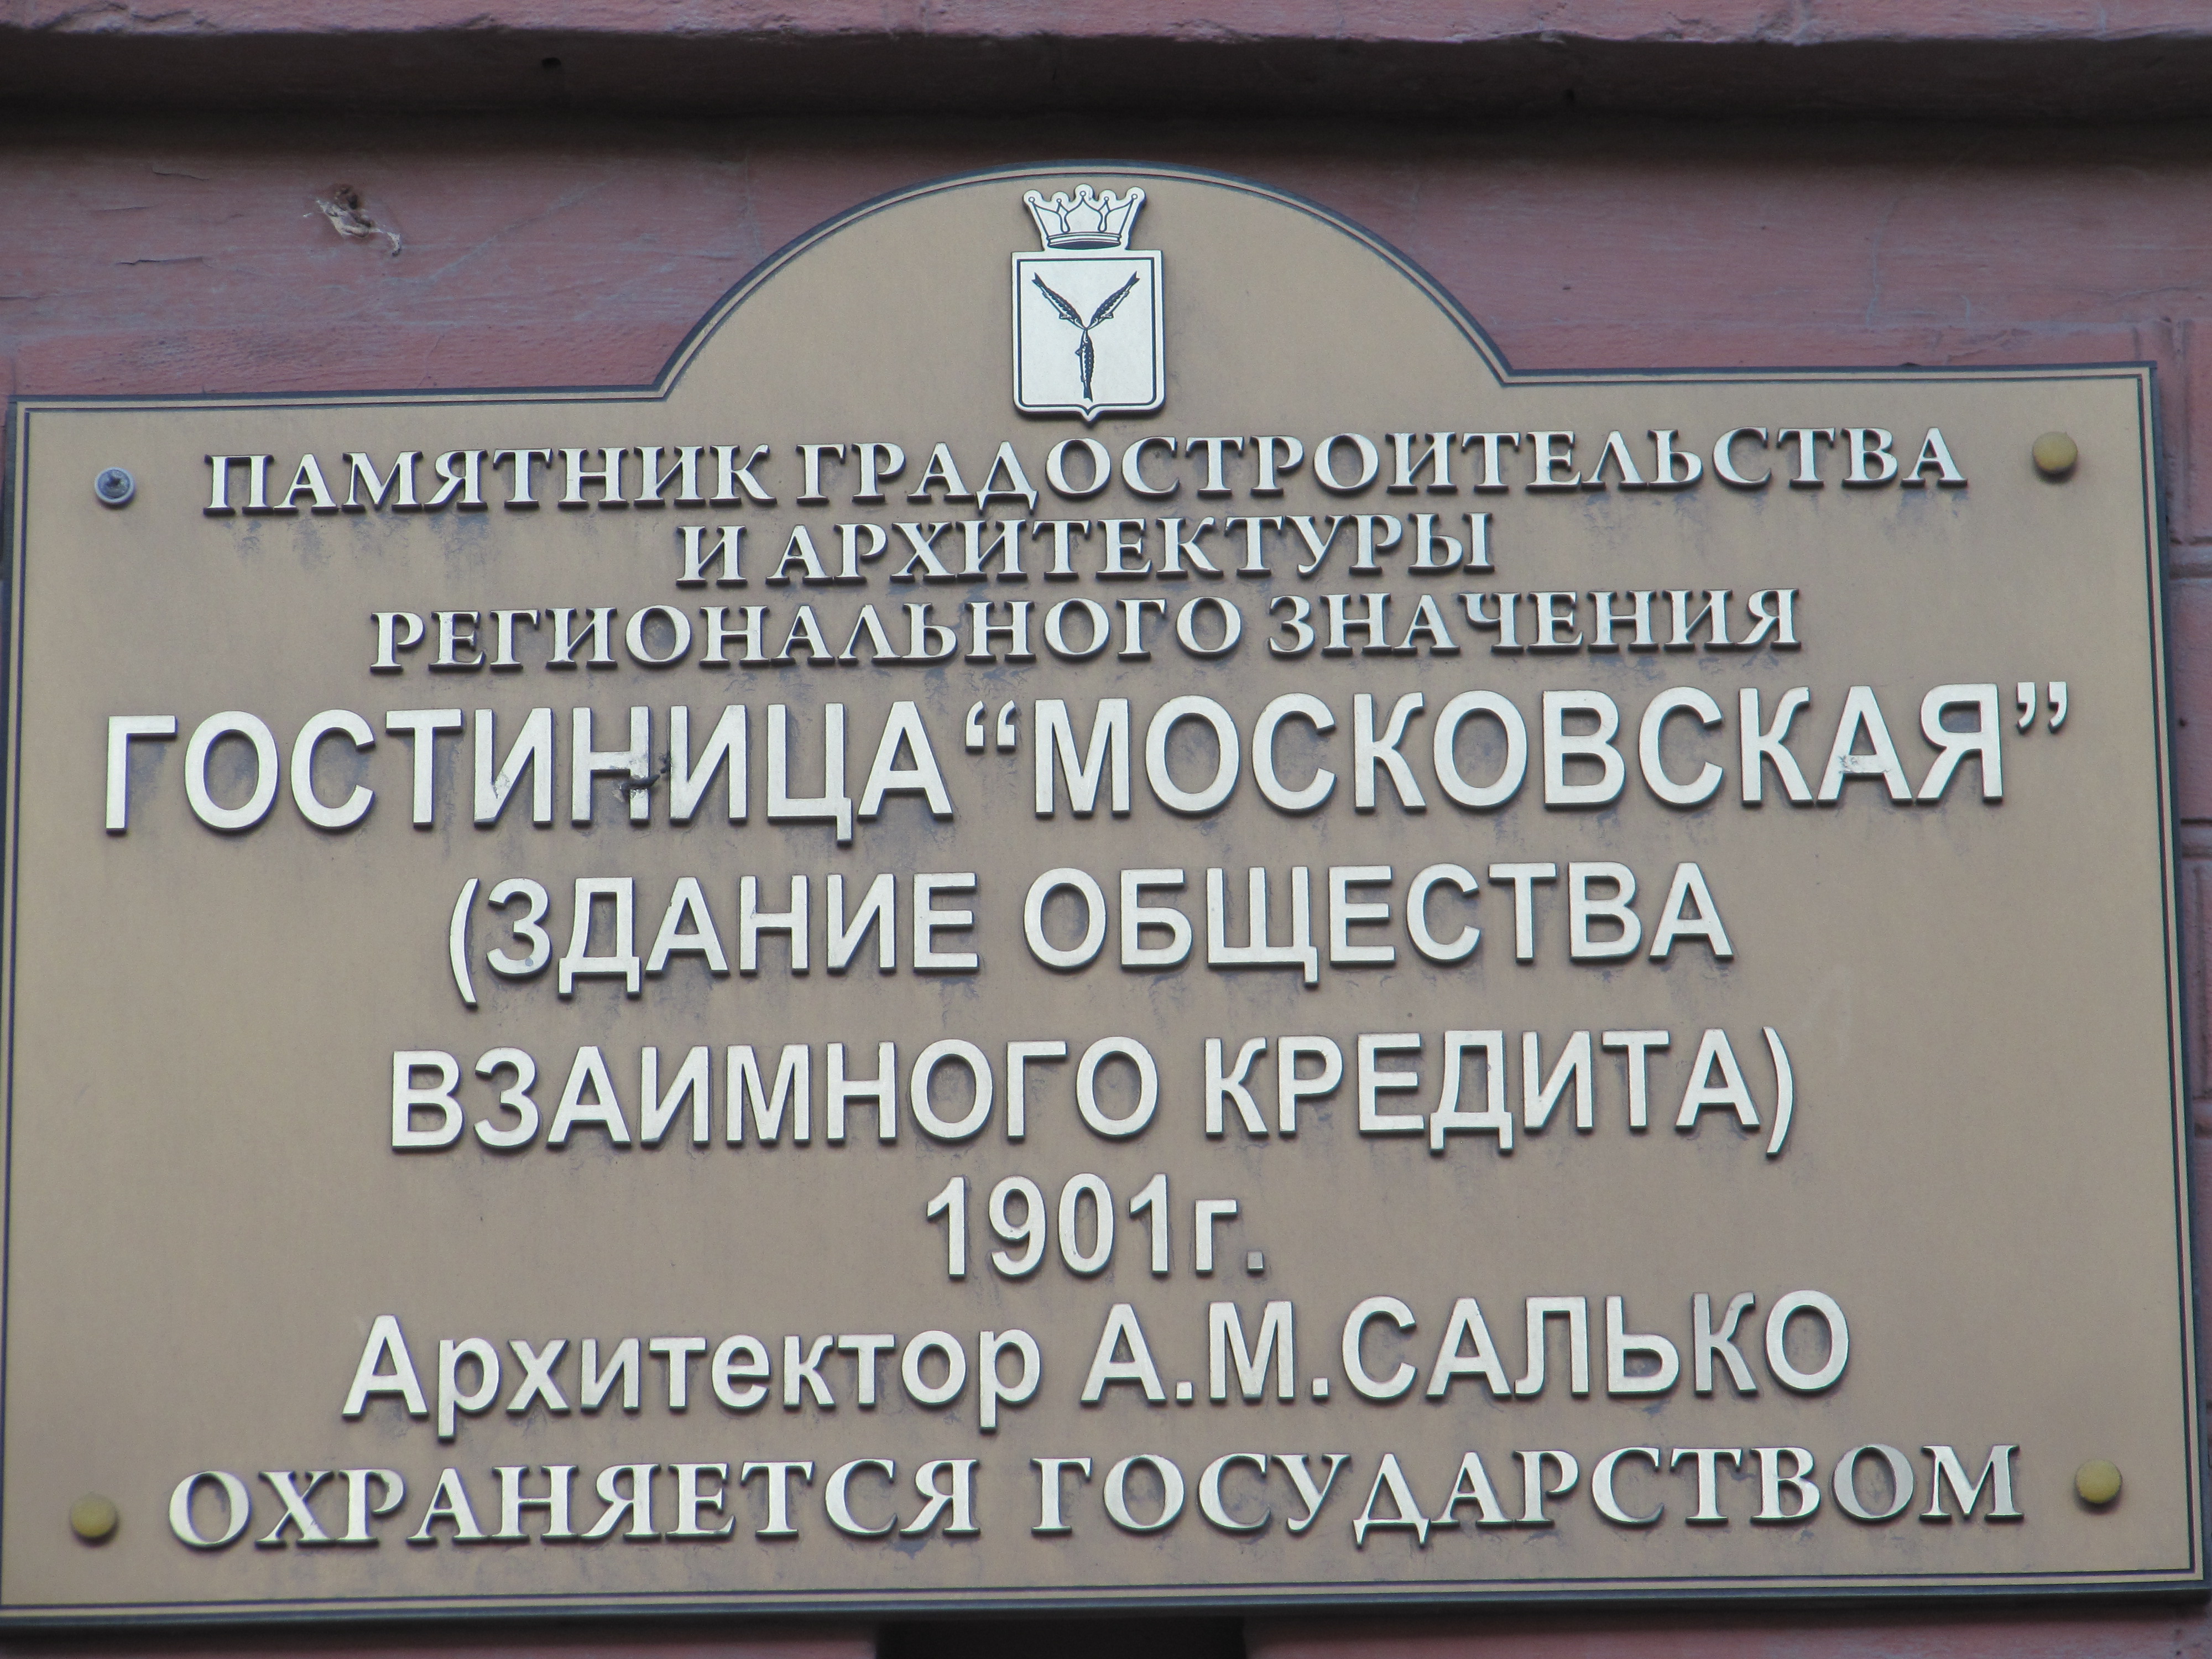 ПАМЯТНИК ГРАДОСТРОИТЕЛЬСТВА
И АРХИТЕКТУРЫ
РЕГИОНАЛЬНОГО ЗНАЧЕНИЯ
ГОСТИНИЦА “МОСКОВСКАЯ”
(ЗДАНИЕ ОБЩЕСТВА
ВЗАИМНОГО КРЕДИТА)
1901г.
Архитектор А.М.САЛЬКО
ОХРАНЯЕТСЯ ГОСУДАРСТВОМ